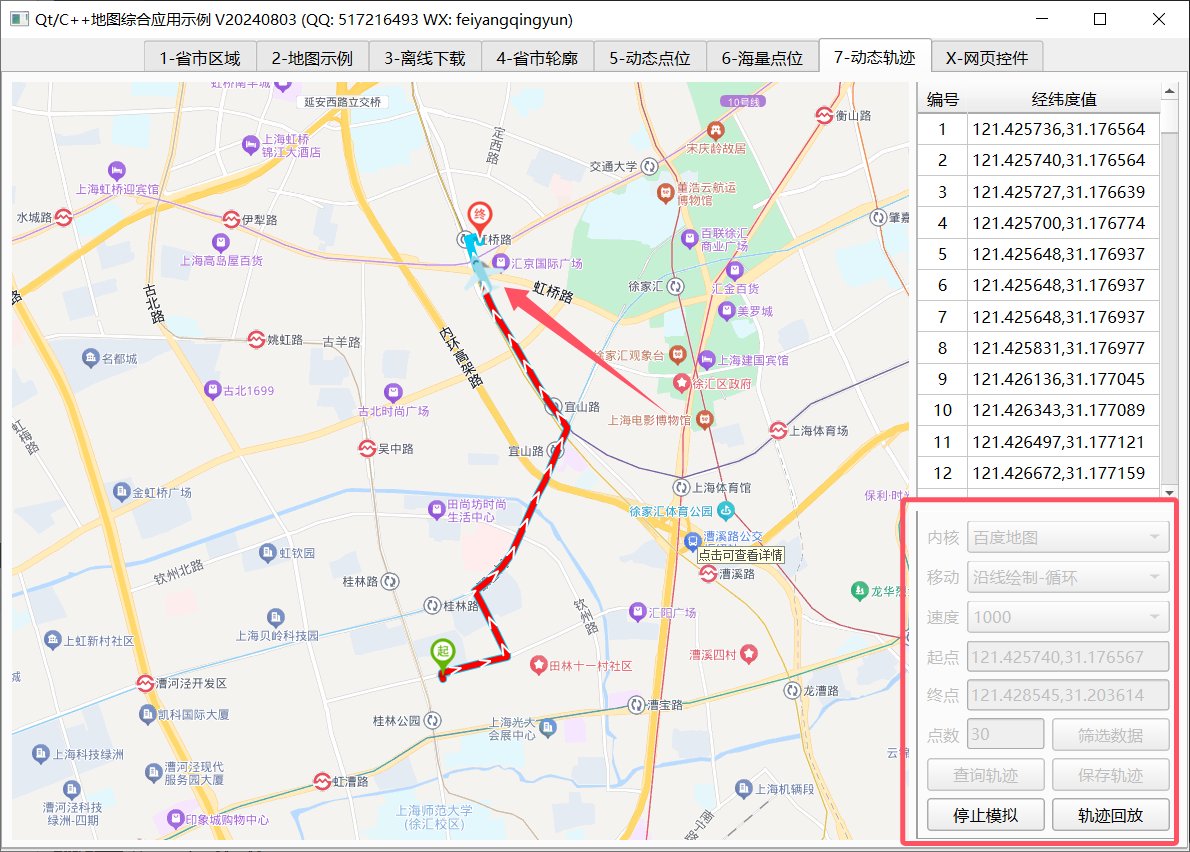 Qt/C++地图综合应用示例 V20240803 (QQ: 517216493 WX: feiyangqingyun)
1-省市区域
2-地图示例
3-离线下载
4-省市轮廓
5-动态点位
6-海量点位
7-动态轨迹
X-网页控件
延安西路立交桥
10号线
衡山路
定西路
上海虹桥
锦江大酒店
宋庆龄故居
交通大学
上海虹桥迎宾馆
董浩云航运
博物馆
水城路
伊犁路
终
虹桥路
百联徐汇
商业广场
上海高岛屋百货
汇京国际广场
汇金百货
徐家汇
虹桥路
古北路
美罗城
姚虹路
古羊路
内环高架路
名都城
徐家汇观象台
上海建国宾馆
徐汇区政府
古北1699
古北时尚广场
宜山路
上海电影博物馆
上海体育场
虹梅路
吴中路
宜山路
上海体育馆
金虹桥广场
田尚坊时尚
生活中心
徐家汇体育公园
漕溪路公交
点击可查看详情
虹钦园
漕溪路
钦州北路
桂林路
桂林路
钦州路
汇阳广场
上海贝岭科技园
上虹新村社区
起
田林十一村社区
漕溪四村
漕河泾开发区
龙漕路
漕宝路
凯科国际大厦
桂林公园
上海光大
会展中心
上海科技绿洲
漕河泾现代
服务园大厦
虹漕路
上海机辆段
漕河泾科技
绿洲-四期
印象城购物中心
上海师范大学
(徐汇校区)
编号 经纬度值
1 121.425736,31.176564
2 121.425740,31.176564
3 121.425727,31.176639
4 121.425700,31.176774
5 121.425648,31.176937
6 121.425648,31.176937
7 121.425648,31.176937
8 121.425831,31.176977
9 121.426136,31.177045
10 121.426343,31.177089
11 121.426497,31.177121
12 121.426672,31.177159
内核 百度地图
移动 沿线绘制-循环
速度 1000
起点 121.425740,31.176567
终点 121.428545,31.203614
点数 30 筛选数据
查询轨迹 保存轨迹
停止模拟 轨迹回放